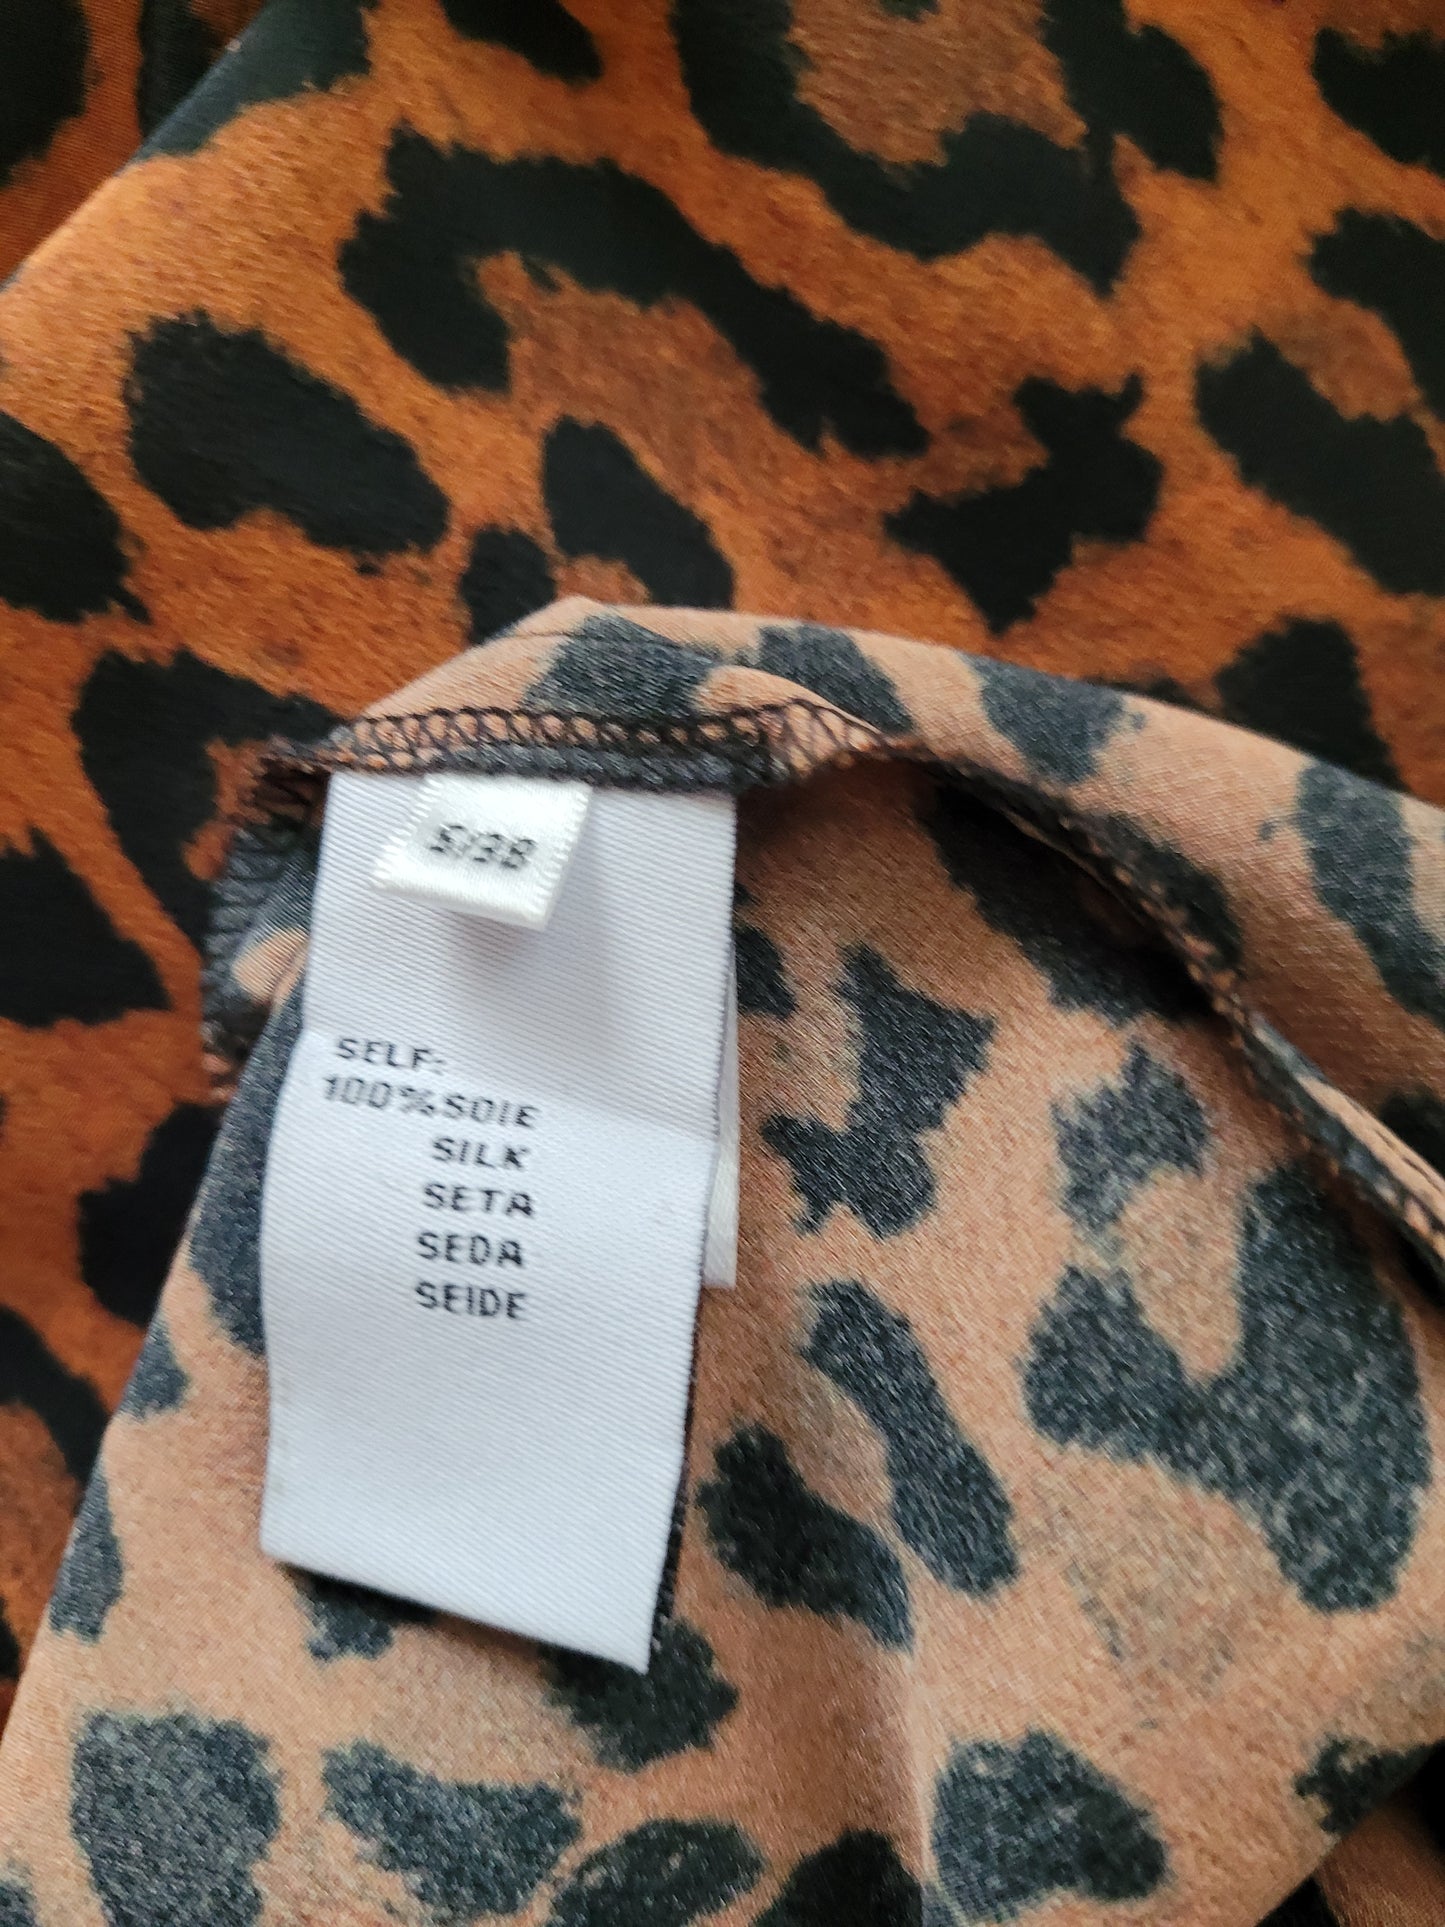 S/38
SELF:
100%SOIE
SILK
SETA
SEDA
SEIDE